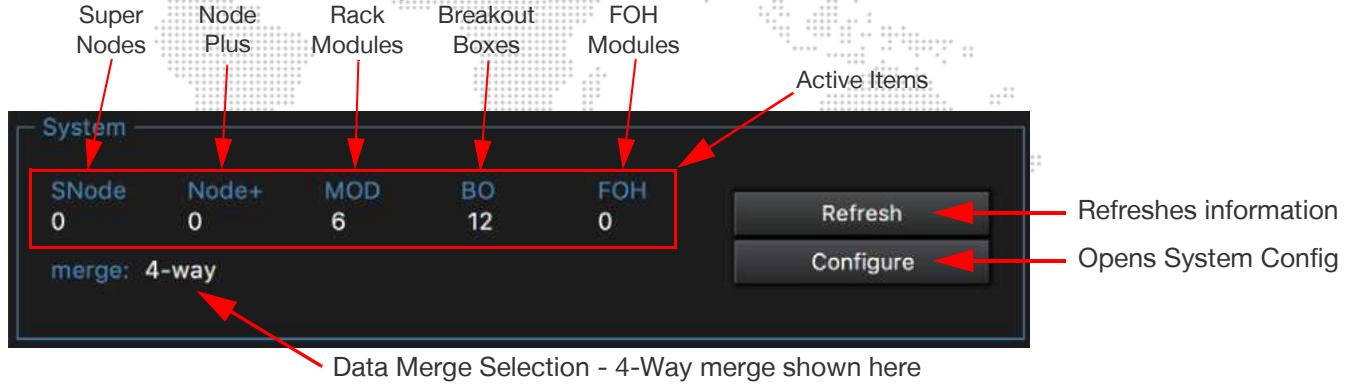 Super Nodes
Node Plus
Rack Modules
Breakout Boxes
FOH Modules
Active Items
System
SNode Node+ MOD BO FOH
0 0 6 12 0
Refresh
Refreshes information
merge: 4-way
Configure
Opens System Config
Data Merge Selection - 4-Way merge shown here